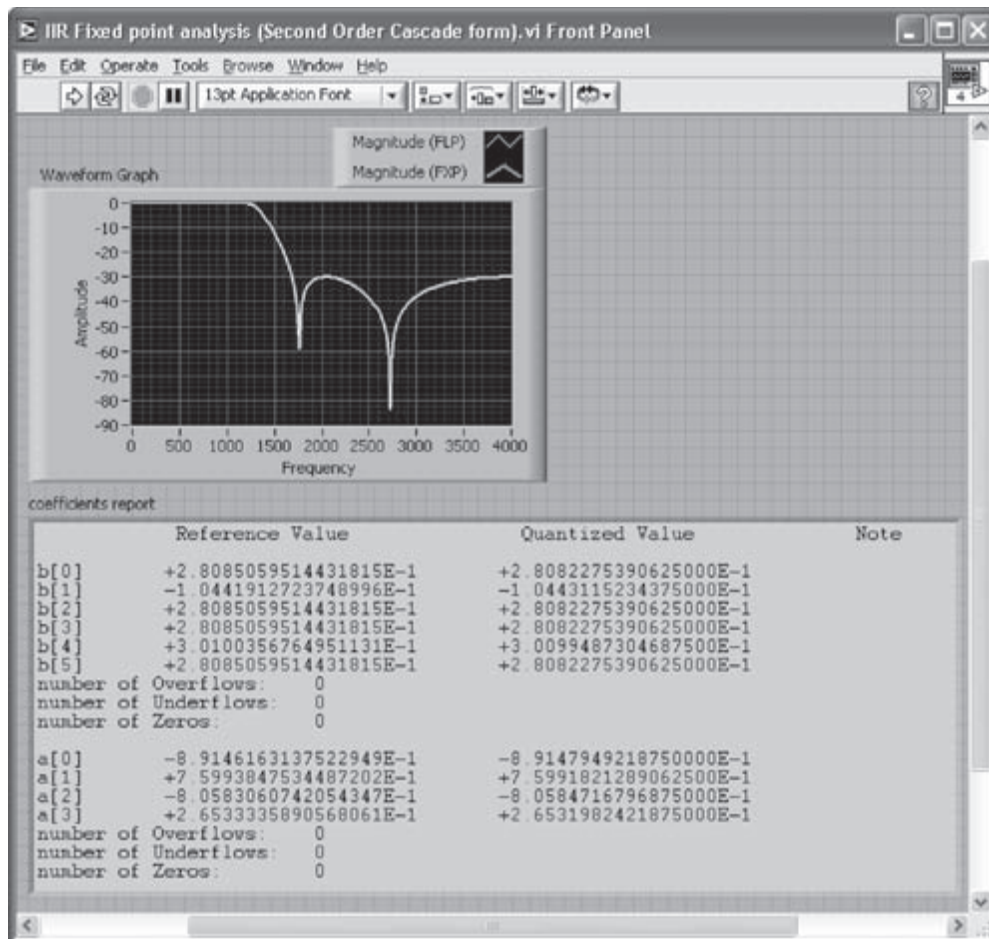 IIR Fixed point analysis (Second Order Cascade form).vi Front Panel
File Edit Operate Tools Browse Window Help
13pt Application Font
4
Magnitude (FLP)
Magnitude (FXP)
Waveform Graph
0
-10
-20
-30
-40
-50
-60
-70
-80
-90
Amplitude
0 500 1000 1500 2000 2500 3000 3500 4000
Frequency
coefficients report
Reference Value Quantized Value Note
b[0] +2.8085059514431815E-1 +2.8082275390625000E-1
b[1] -1.0441912723748996E-1 -1.0443115234375000E-1
b[2] +2.8085059514431815E-1 +2.8082275390625000E-1
b[3] +2.8085059514431815E-1 +2.8082275390625000E-1
b[4] +3.0100356764951131E-1 +3.0099487304687500E-1
b[5] +2.8085059514431815E-1 +2.8082275390625000E-1
number of Overflows: 0
number of Underflows: 0
number of Zeros: 0
a[0] -8.9146163137522949E-1 -8.9147949218750000E-1
a[1] +7.5993847534487202E-1 +7.5991821289062500E-1
a[2] -8.0583060742054347E-1 -8.0584716796875000E-1
a[3] +2.6533335890568061E-1 +2.6531982421875000E-1
number of Overflows: 0
number of Underflows: 0
number of Zeros: 0